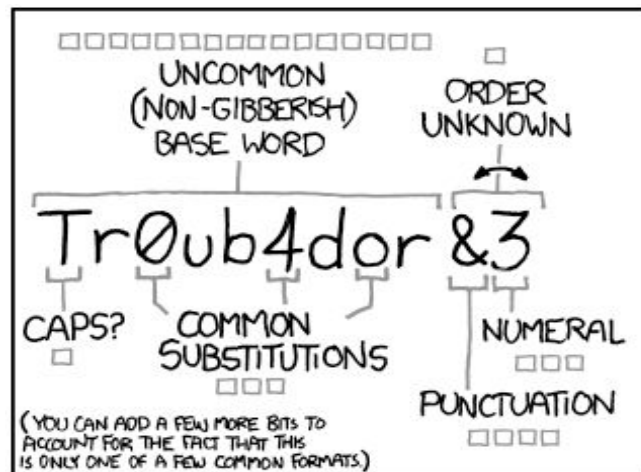 UNCOMMON
(NON-GIBBERISH)
BASE WORD
ORDER
UNKNOWN
Tr0ub4dor &3
CAPS?
COMMON
SUBSTITUTIONS
NUMERAL
PUNCTUATION
(YOU CAN ADD A FEW MORE BITS TO
ACCOUNT FOR THE FACT THAT THIS
IS ONLY ONE OF A FEW COMMON FORMATS.)